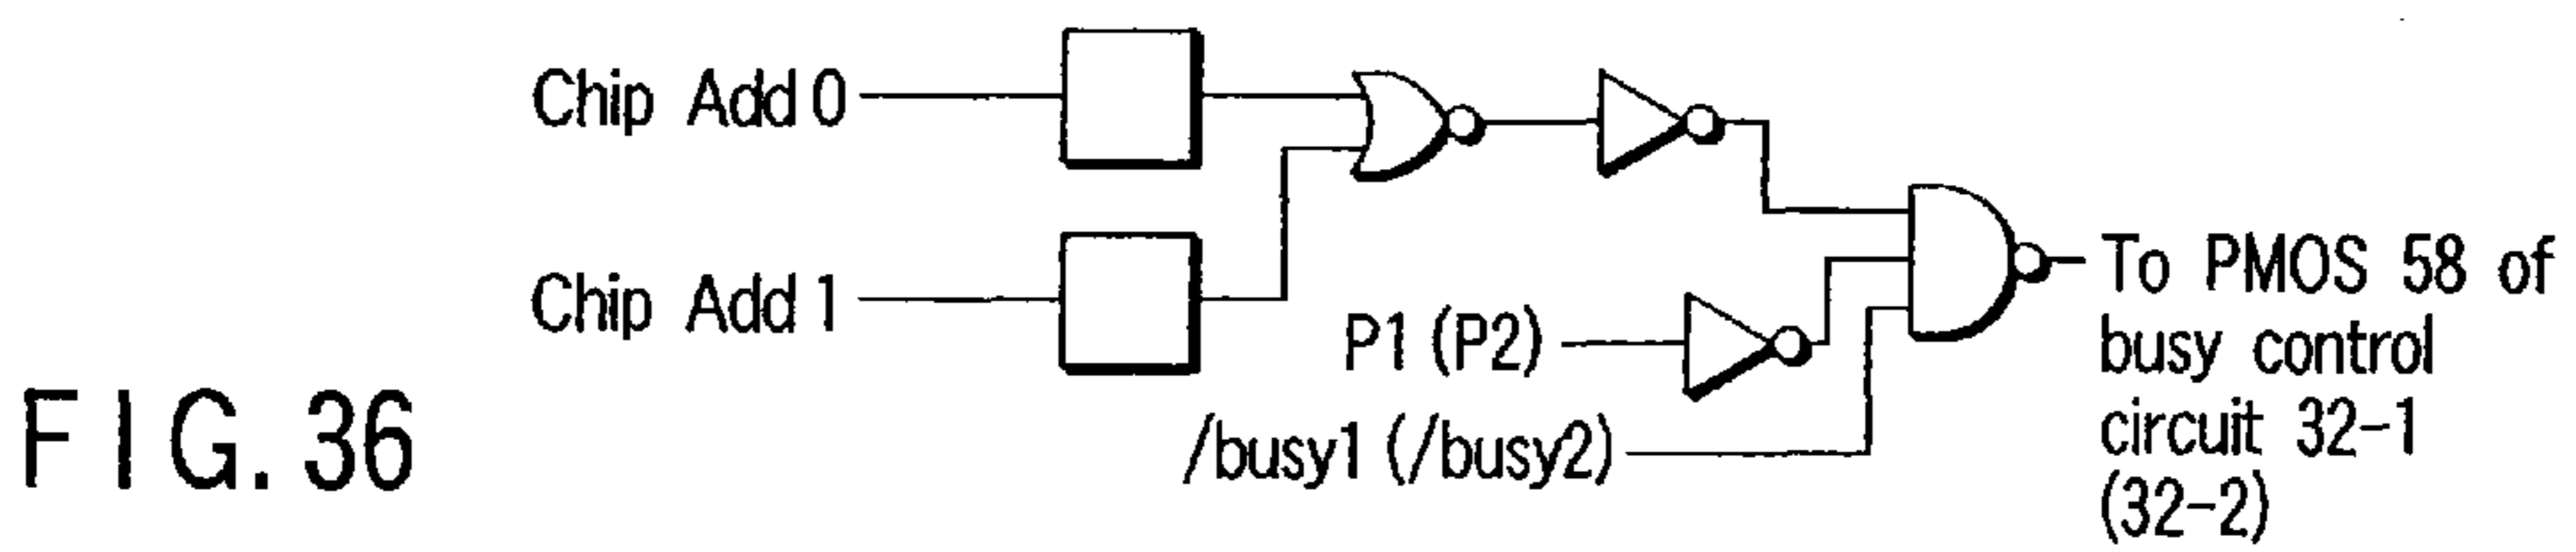 Chip Add 0
Chip Add 1
P1 (P2)
/busy1 (/busy2)
To PMOS 58 of
busy control
circuit 32-1
(32-2)
FIG. 36